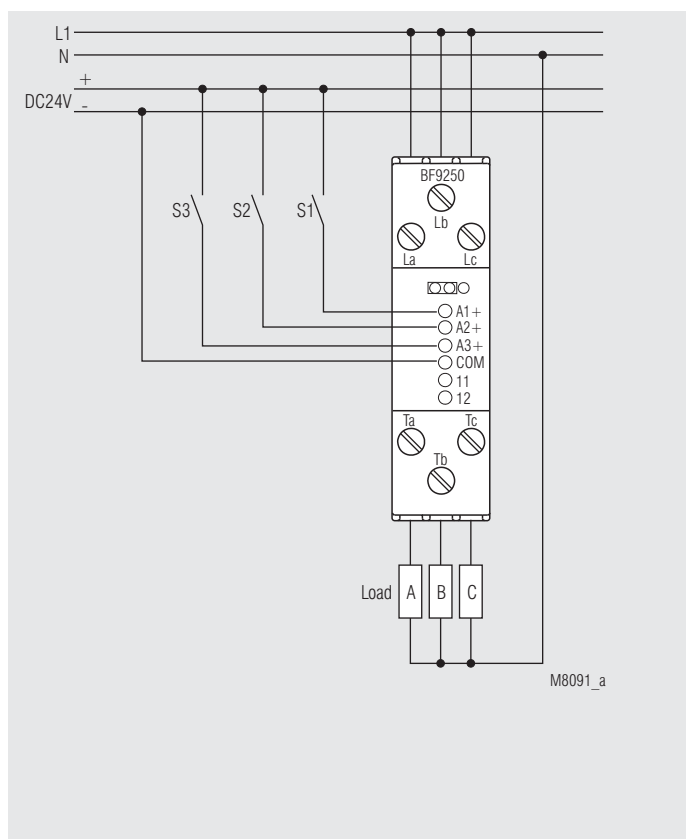 L1
N
+
DC24V -
BF9250
Lb
La Lc
S3 S2 S1
A1+
A2+
A3+
COM
11
12
Ta Tc
Tb
Load A B C
M8091_a